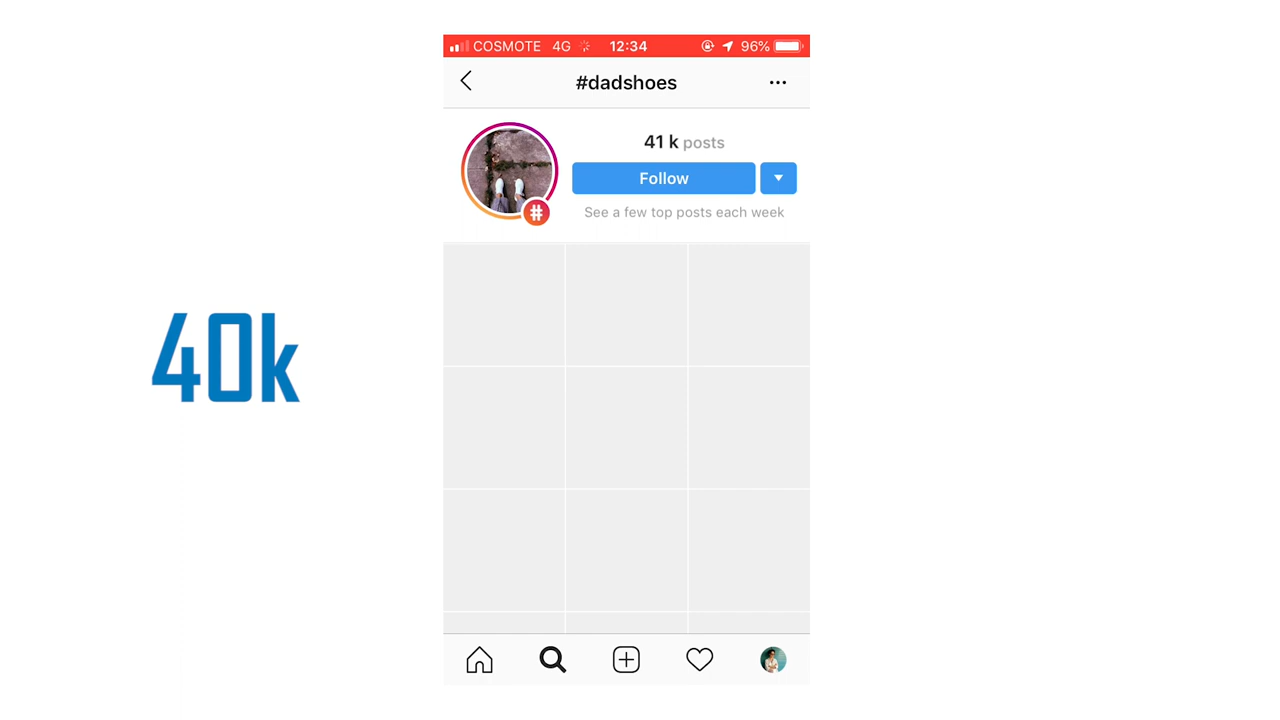 COSMOTE 4G 12:34 96%
#dadshoes
41 k posts
Follow
#
See a few top posts each week
40k